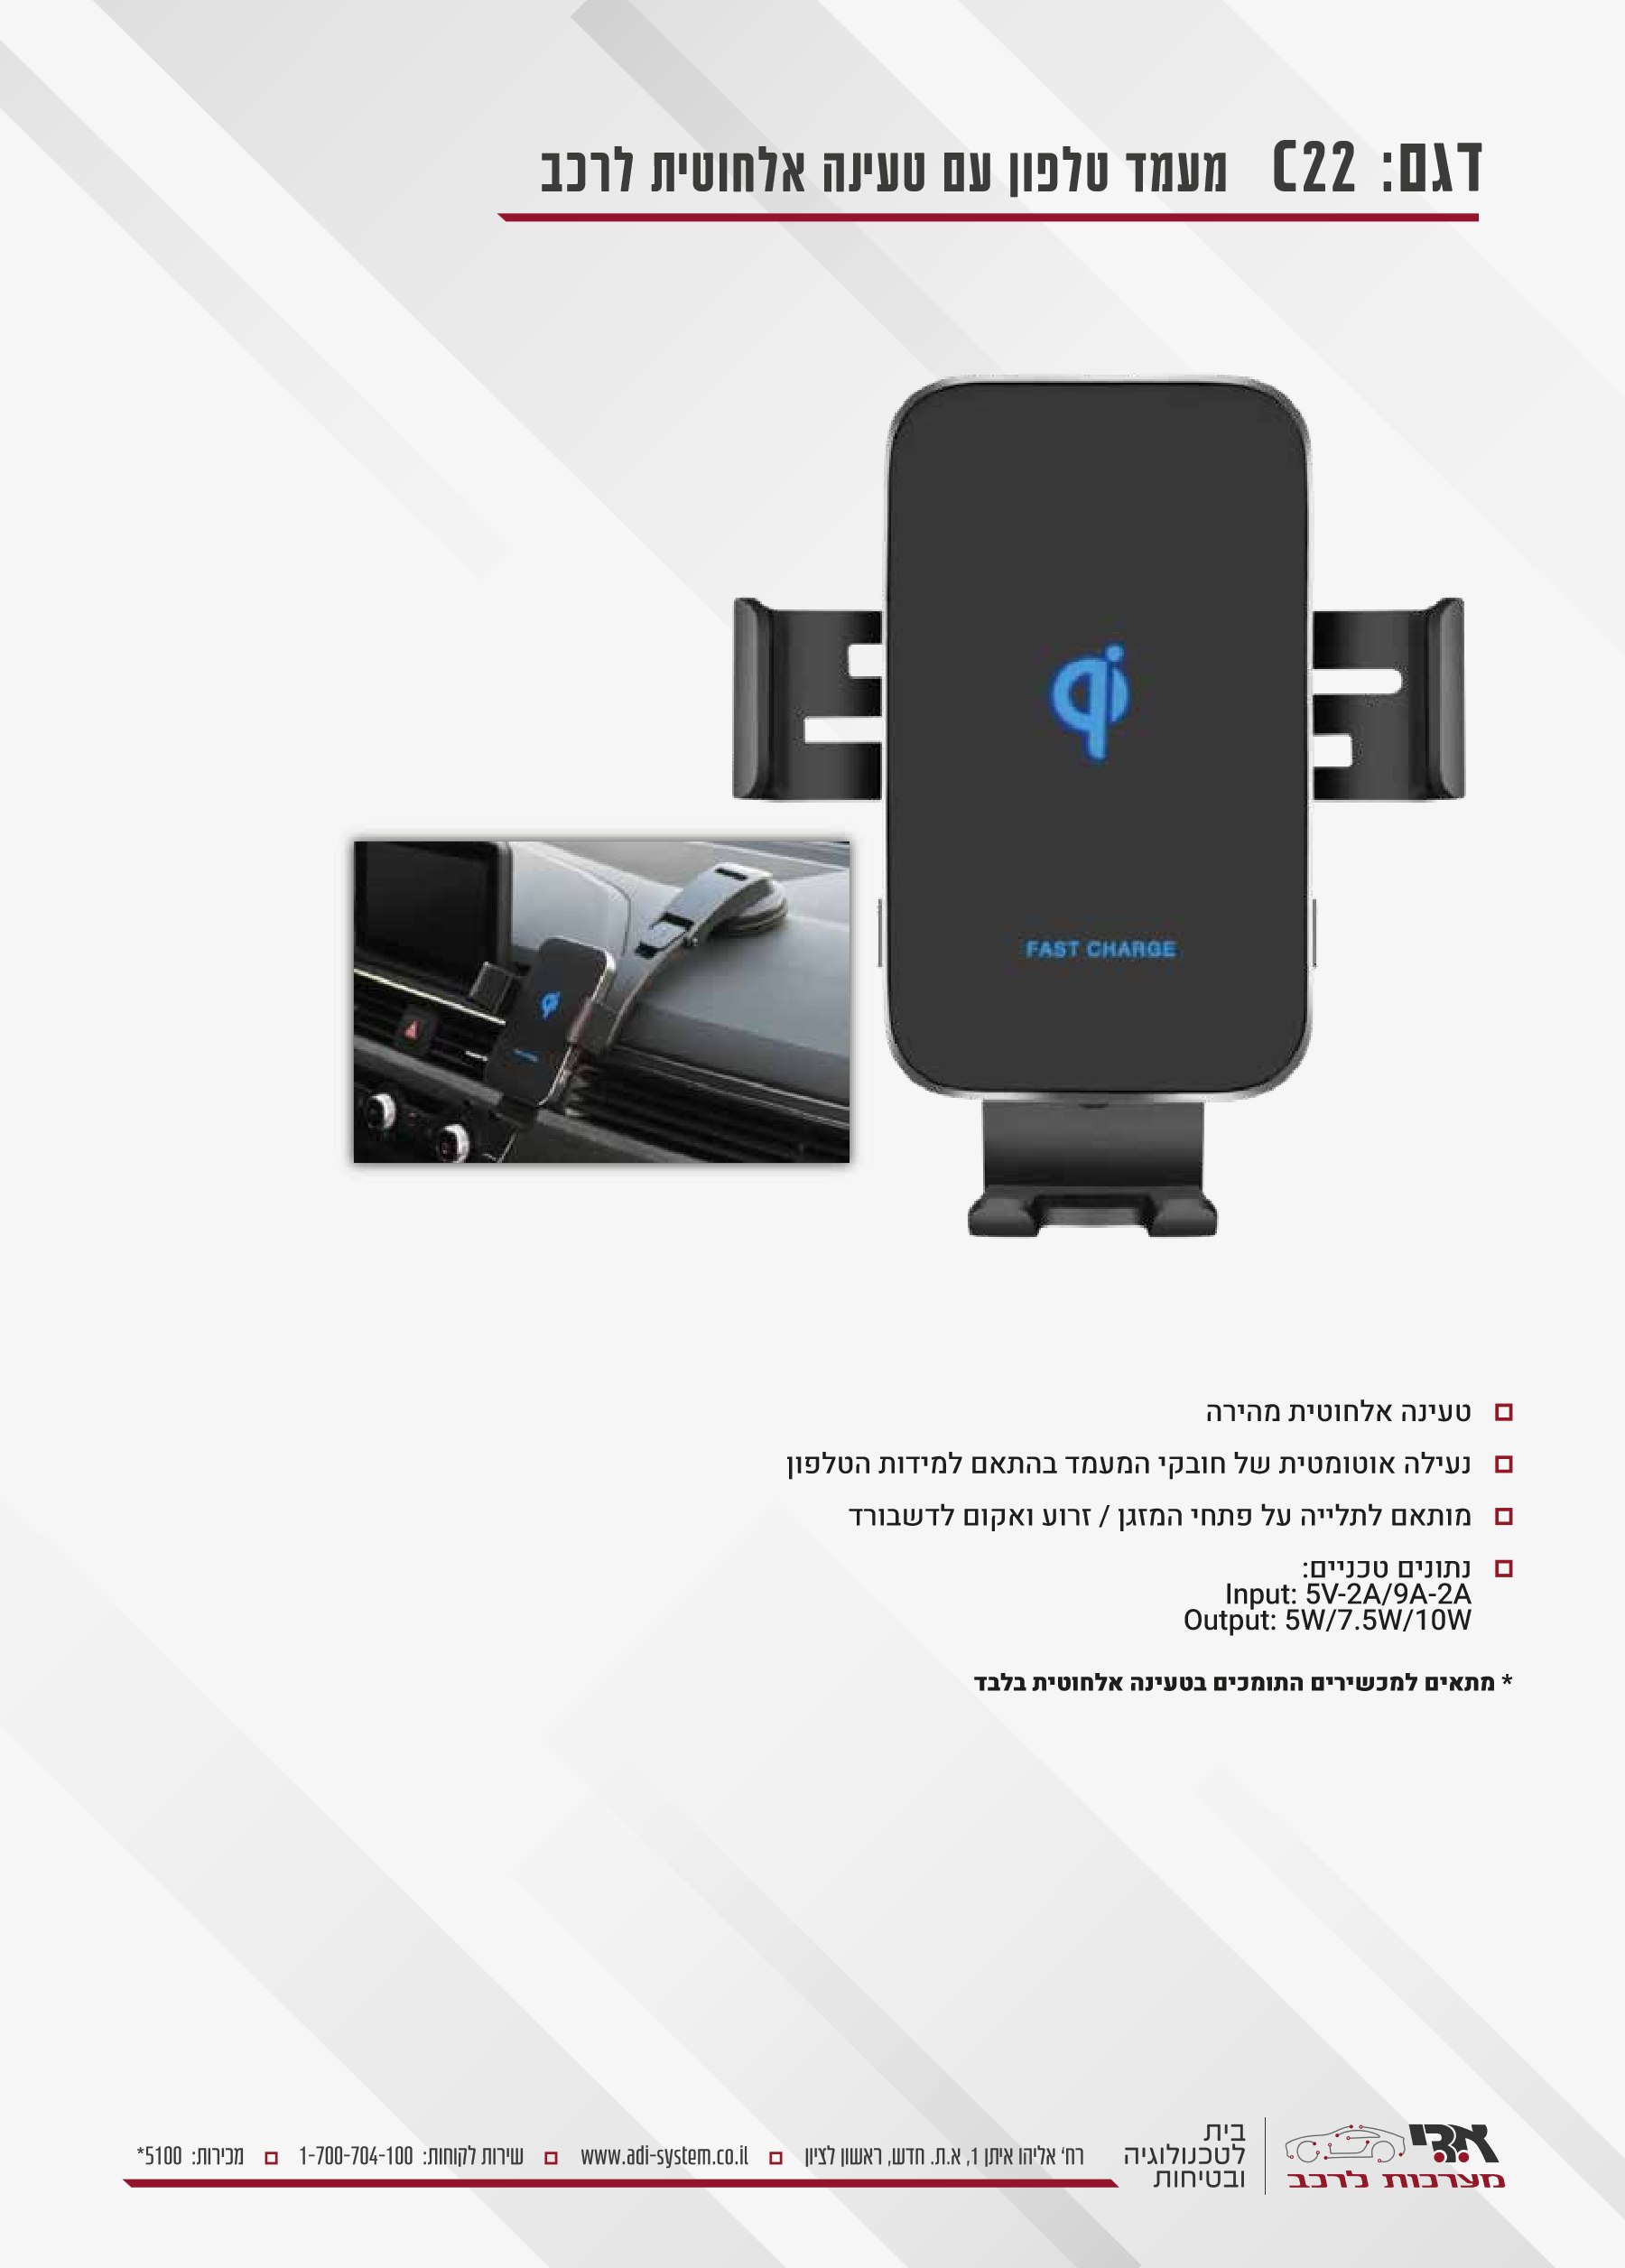 דגם: C22 מעמד טלפון עם טעינה אלחוטית לרכב
qi
FAST CHARGE
טעינה אלחוטית מהירה
נעילה אוטומטית של חובקי המעמד בהתאם למידות הטלפון
מותאם לתלייה על פתחי המזגן / זרוע ואקום לדשבורד
נתונים טכניים:
Input: 5V-2A/9A-2A
Output: 5W/7.5W/10W
* מתאים למכשירים התומכים בטעינה אלחוטית בלבד
אדי
מערכות לרכב
בית
לטכנולוגיה
ובטיחות
רח' אליהו איתן 1, א.ת. חדש, ראשון לציון www.adi-system.co.il שירות לקוחות: 1-700-704-100 מכירות: 5100*